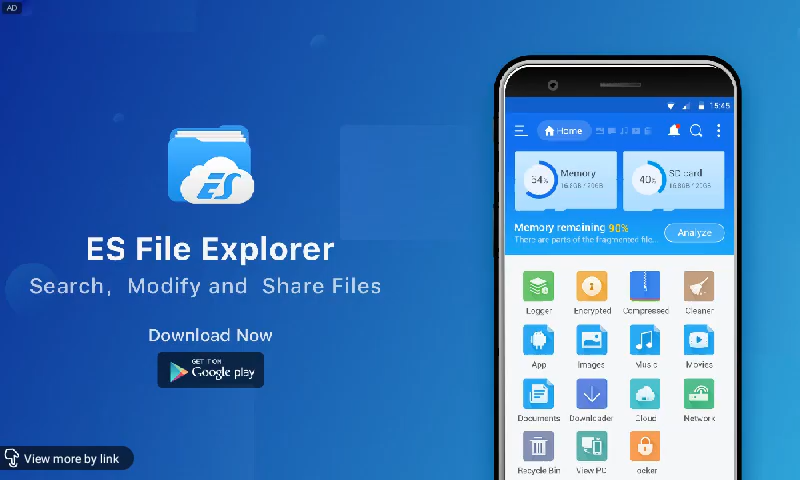 AD
ES
ES File Explorer
Search, Modify and Share Files
Download Now
GET IT ON
Google play
View more by link
15:45
Home
54%
Memory
40%
SD card
Memory remaining 90%
There are parts of the fragmented file...
Analyze
Logger
Encrypted
Compressed
Cleaner
App
Images
Music
Movies
Documents
Downloader
Cloud
Network
Recycle Bin
View PC
ocker